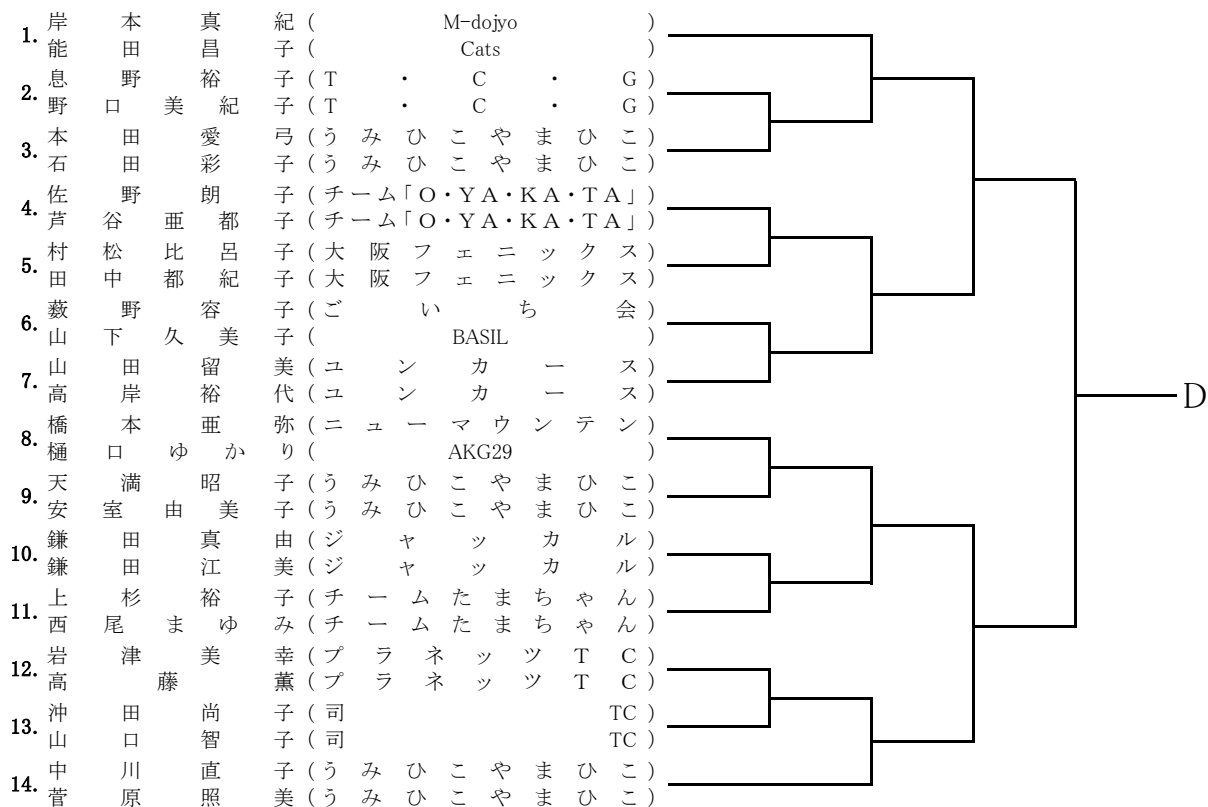 1. 岸本真紀 ( M-dojyo )
能田昌子 ( Cats )
2. 息野裕子 ( T・C・G )
野口美紀子 ( T・C・G )
3. 本田愛弓 ( うみひこやまひこ )
石田彩子 ( うみひこやまひこ )
4. 佐野朗子 ( チーム「O・YA・KA・TA」 )
芦谷亜都子 ( チーム「O・YA・KA・TA」 )
5. 村松比呂子 ( 大阪フェニックス )
田中都紀子 ( 大阪フェニックス )
6. 薮野容子 ( ごいち会 )
山下久美子 ( BASIL )
7. 山田留美 ( ユンカース )
高岸裕代 ( ユンカース )
D
8. 橋本亜弥 ( ニューマウンテン )
樋口ゆかり ( AKG29 )
9. 天満昭子 ( うみひこやまひこ )
安室由美子 ( うみひこやまひこ )
10. 鎌田真由 ( ジャッカル )
鎌田江美 ( ジャッカル )
11. 上杉裕子 ( チームたまちゃん )
西尾まゆみ ( チームたまちゃん )
12. 岩津美幸 ( プラネッツTC )
高藤薫 ( プラネッツTC )
13. 沖田尚子 ( 司TC )
山口智子 ( 司TC )
14. 中川直子 ( うみひこやまひこ )
菅原照美 ( うみひこやまひこ )